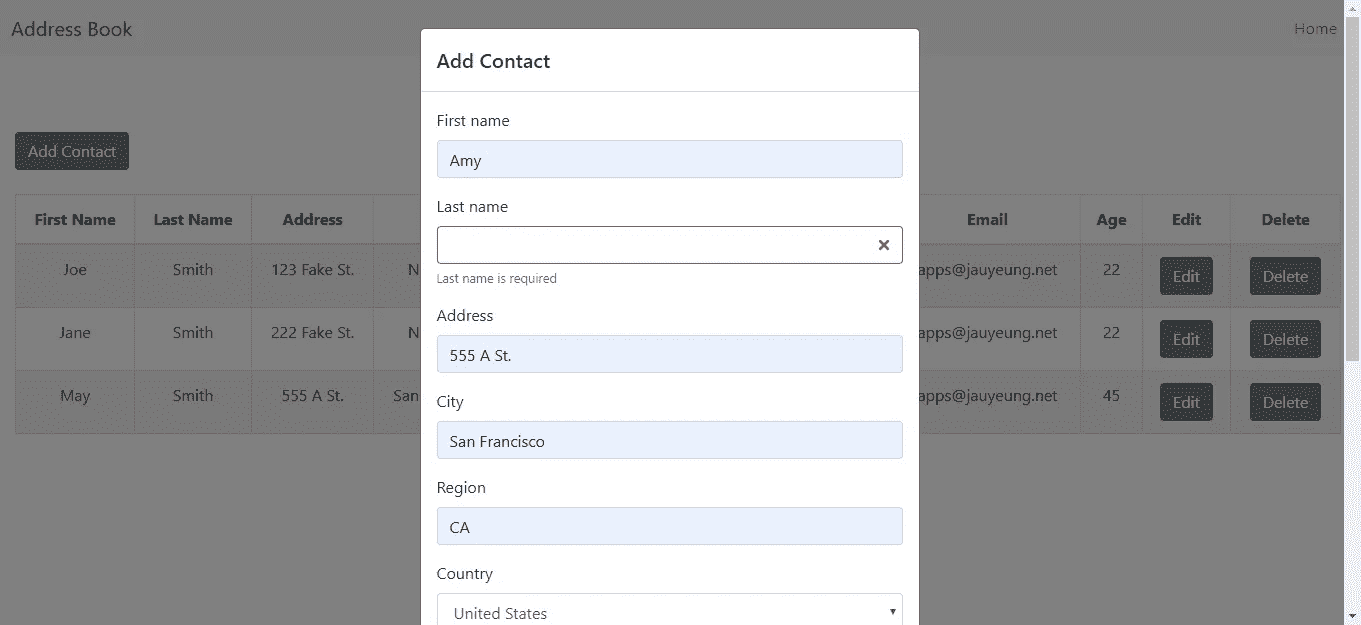 Address Book
Home
Add Contact
First name
Amy
Last name
Last name is required
Address
555 A St.
City
San Francisco
Region
CA
Country
United States
Add Contact
First Name Last Name Address Email Age Edit Delete
Joe Smith 123 Fake St. N apps@jauyeung.net 22 Edit Delete
Jane Smith 222 Fake St. N apps@jauyeung.net 22 Edit Delete
May Smith 555 A St. San apps@jauyeung.net 45 Edit Delete